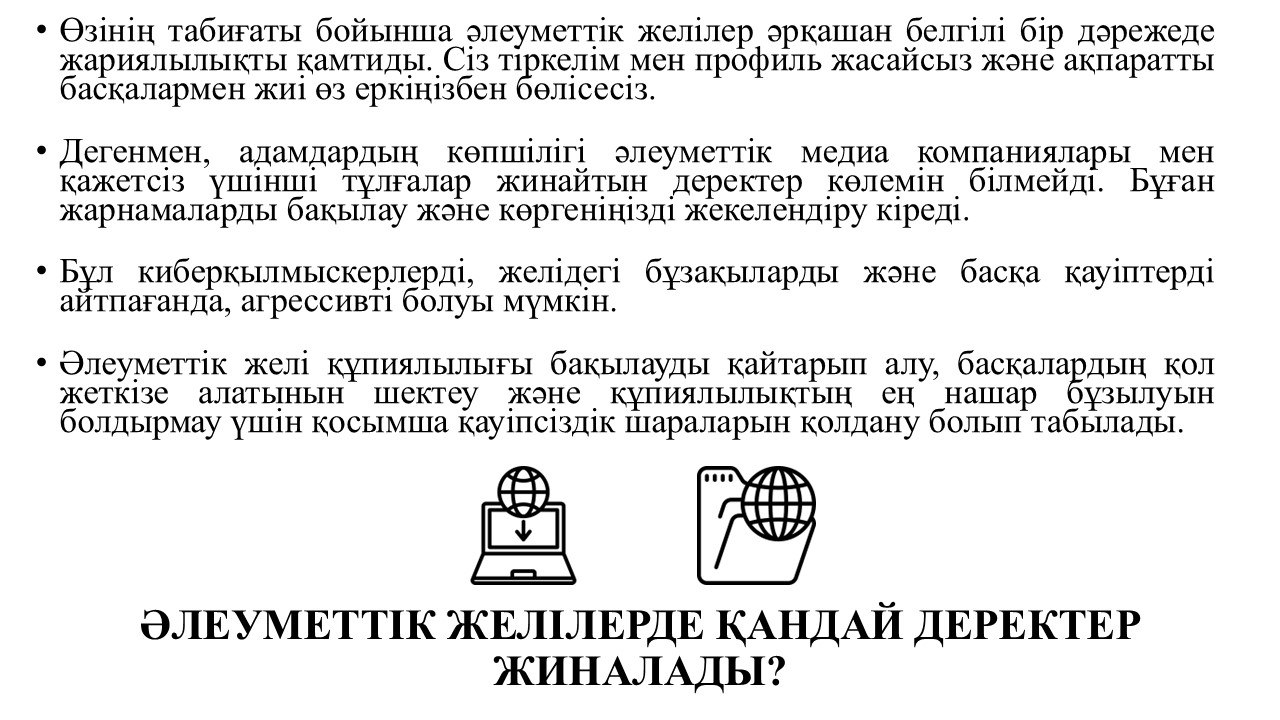 • Өзінің табиғаты бойынша әлеуметтік желілер әрқашан белгілі бір дәрежеде
жариялылықты қамтиды. Сіз тіркелім мен профиль жасайсыз және ақпаратты
басқалармен жиі өз еркіңізбен бөлісесіз.
• Дегенмен, адамдардың көпшілігі әлеуметтік медиа компаниялары мен
қажетсіз үшінші тұлғалар жинайтын деректер көлемін білмейді. Бұған
жарнамаларды бақылау және көргеніңізді жекелендіру кіреді.
• Бұл киберқылмыскерлерді, желідегі бұзақыларды және басқа қауіптерді
айтпағанда, агрессивті болуы мүмкін.
• Әлеуметтік желі құпиялылығы бақылауды қайтарып алу, басқалардың қол
жеткізе алатынын шектеу және құпиялылықтың ең нашар бұзылуын
болдырмау үшін қосымша қауіпсіздік шараларын қолдану болып табылады.
ӘЛЕУМЕТТІК ЖЕЛІЛЕРДЕ ҚАНДАЙ ДЕРЕКТЕР
ЖИНАЛАДЫ?